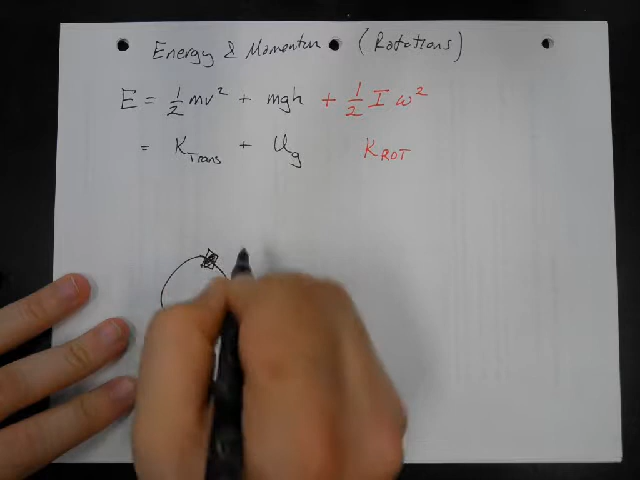 Energy & Momentum (Rotations)
E = 1/2 mv² + mgh + 1/2 I ω²
= K_Trans + U_g K_ROT